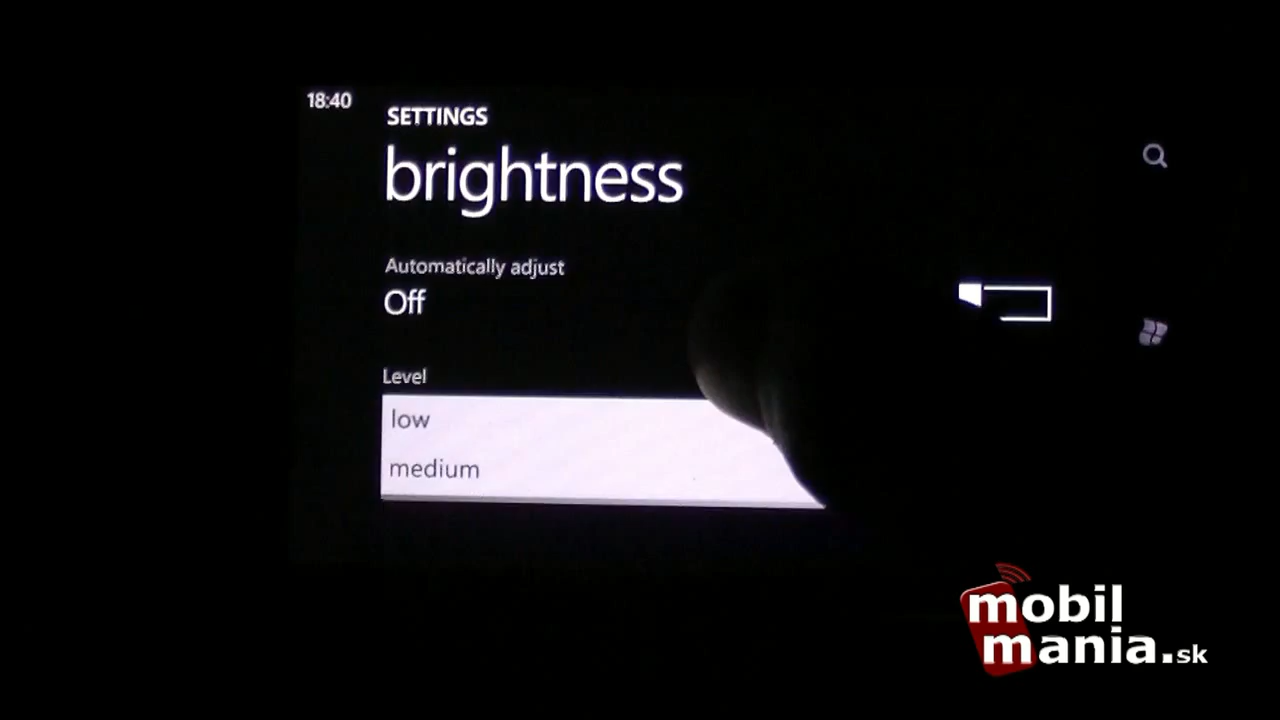 18:40
SETTINGS
brightness
Automatically adjust
Off
Level
low
medium
mobil
mania.sk